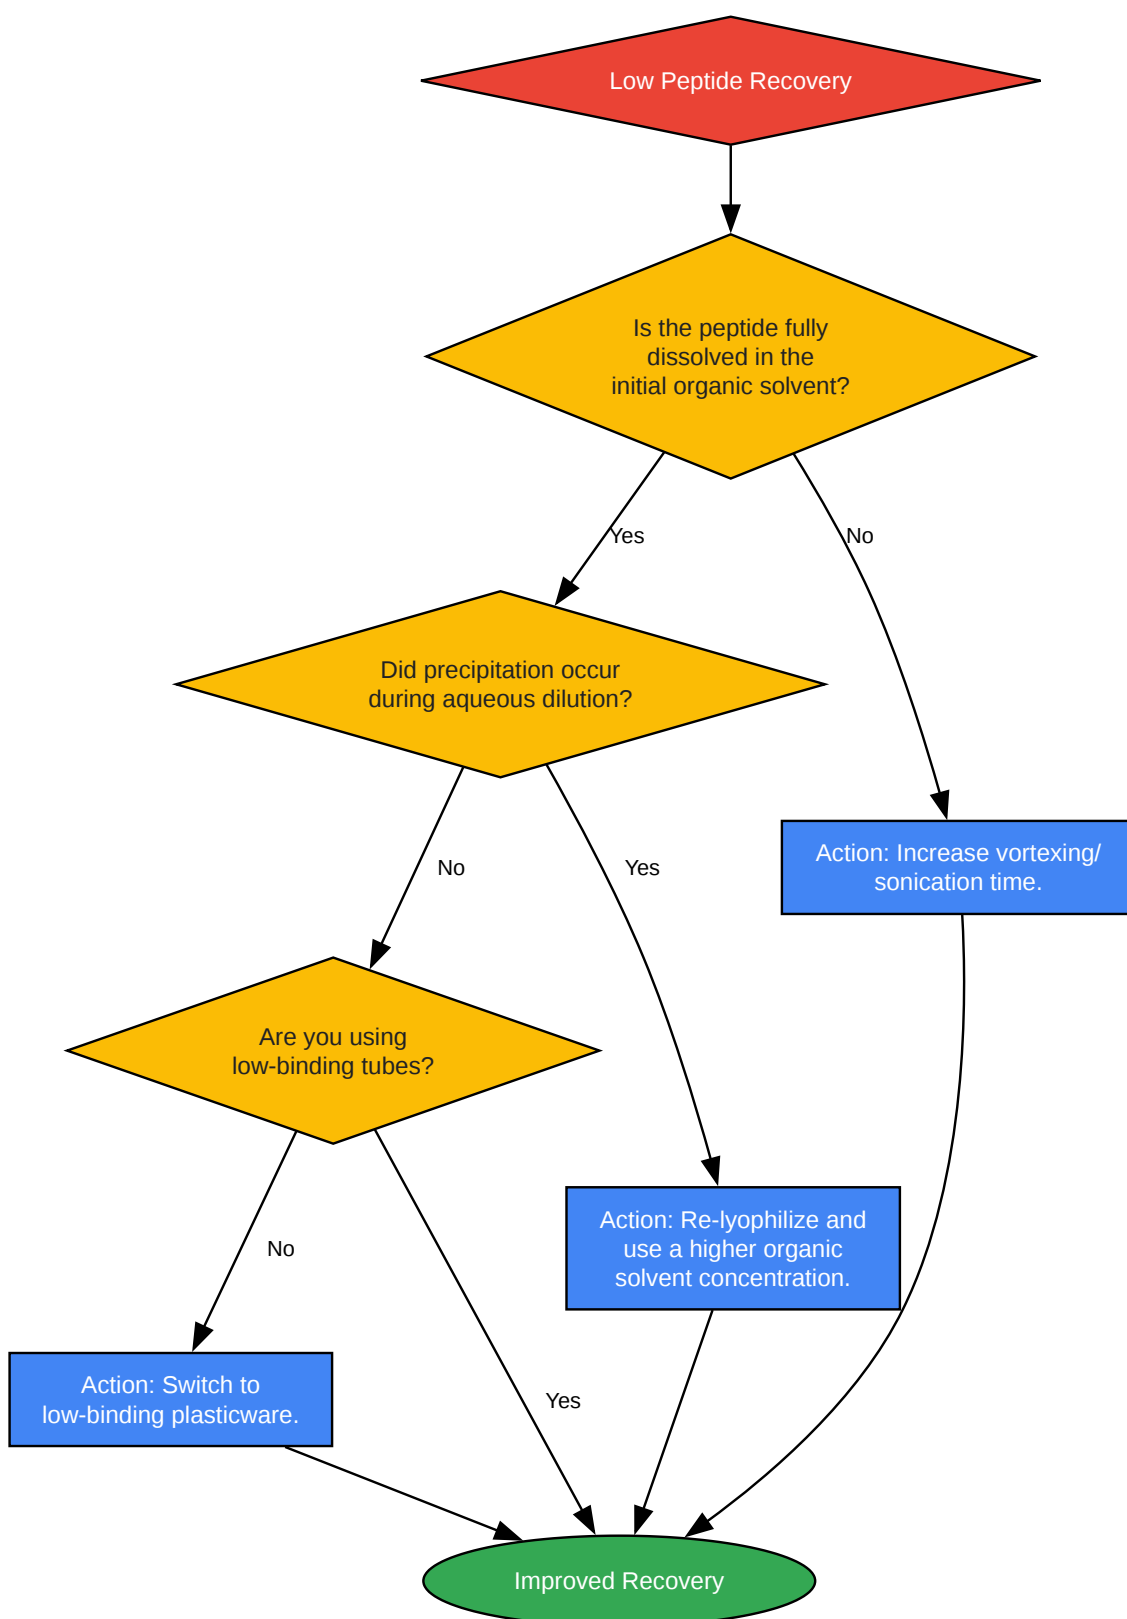 Low Peptide Recovery
Is the peptide fully
dissolved in the
initial organic solvent?
Yes
No
Did precipitation occur
during aqueous dilution?
Action: Increase vortexing/
sonication time.
No
Yes
Are you using
low-binding tubes?
Action: Re-lyophilize and
use a higher organic
solvent concentration.
No
Action: Switch to
low-binding plasticware.
Yes
Improved Recovery